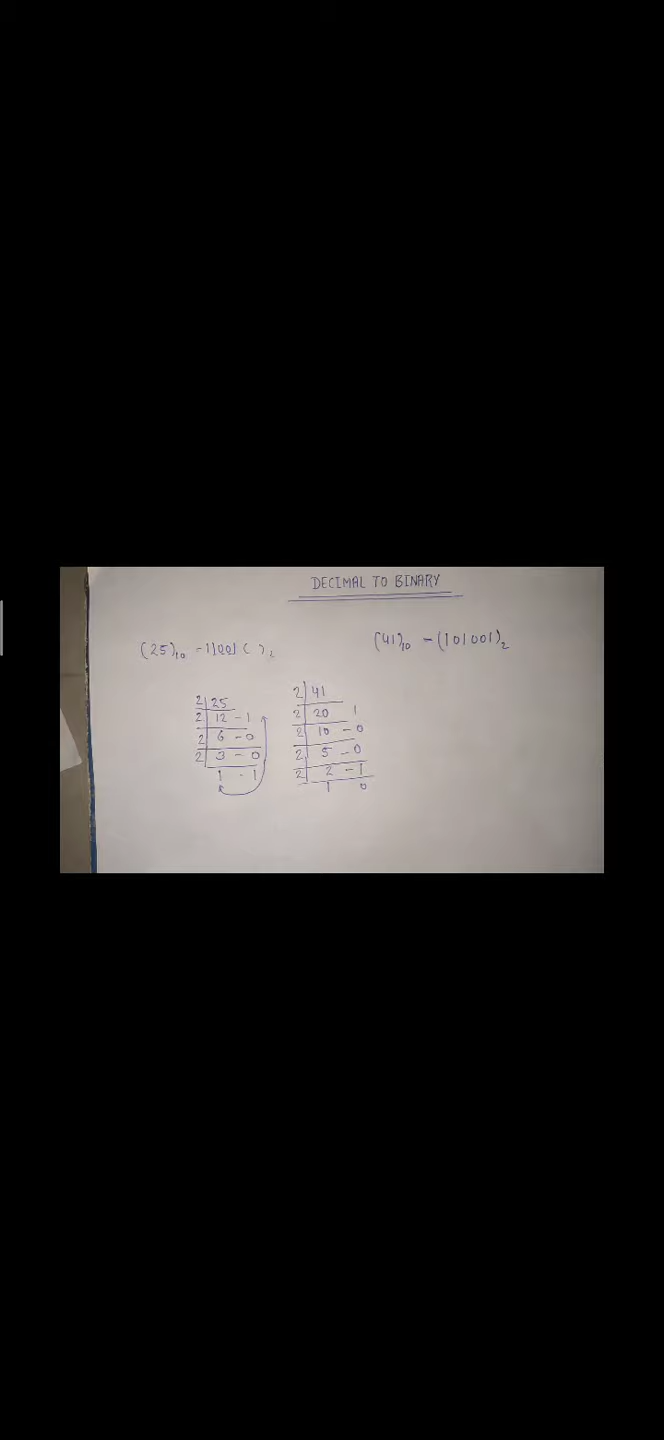 DECIMAL TO BINARY
(25)₁₀ = 11001 ( )₂
(41)₁₀ - (101001)₂
2 | 25
2 | 12 - 1
2 | 6 - 0
2 | 3 - 0
1 - 1
2 | 41
2 | 20 1
2 | 10 - 0
2 | 5 - 0
2 | 2 - 1
1 0